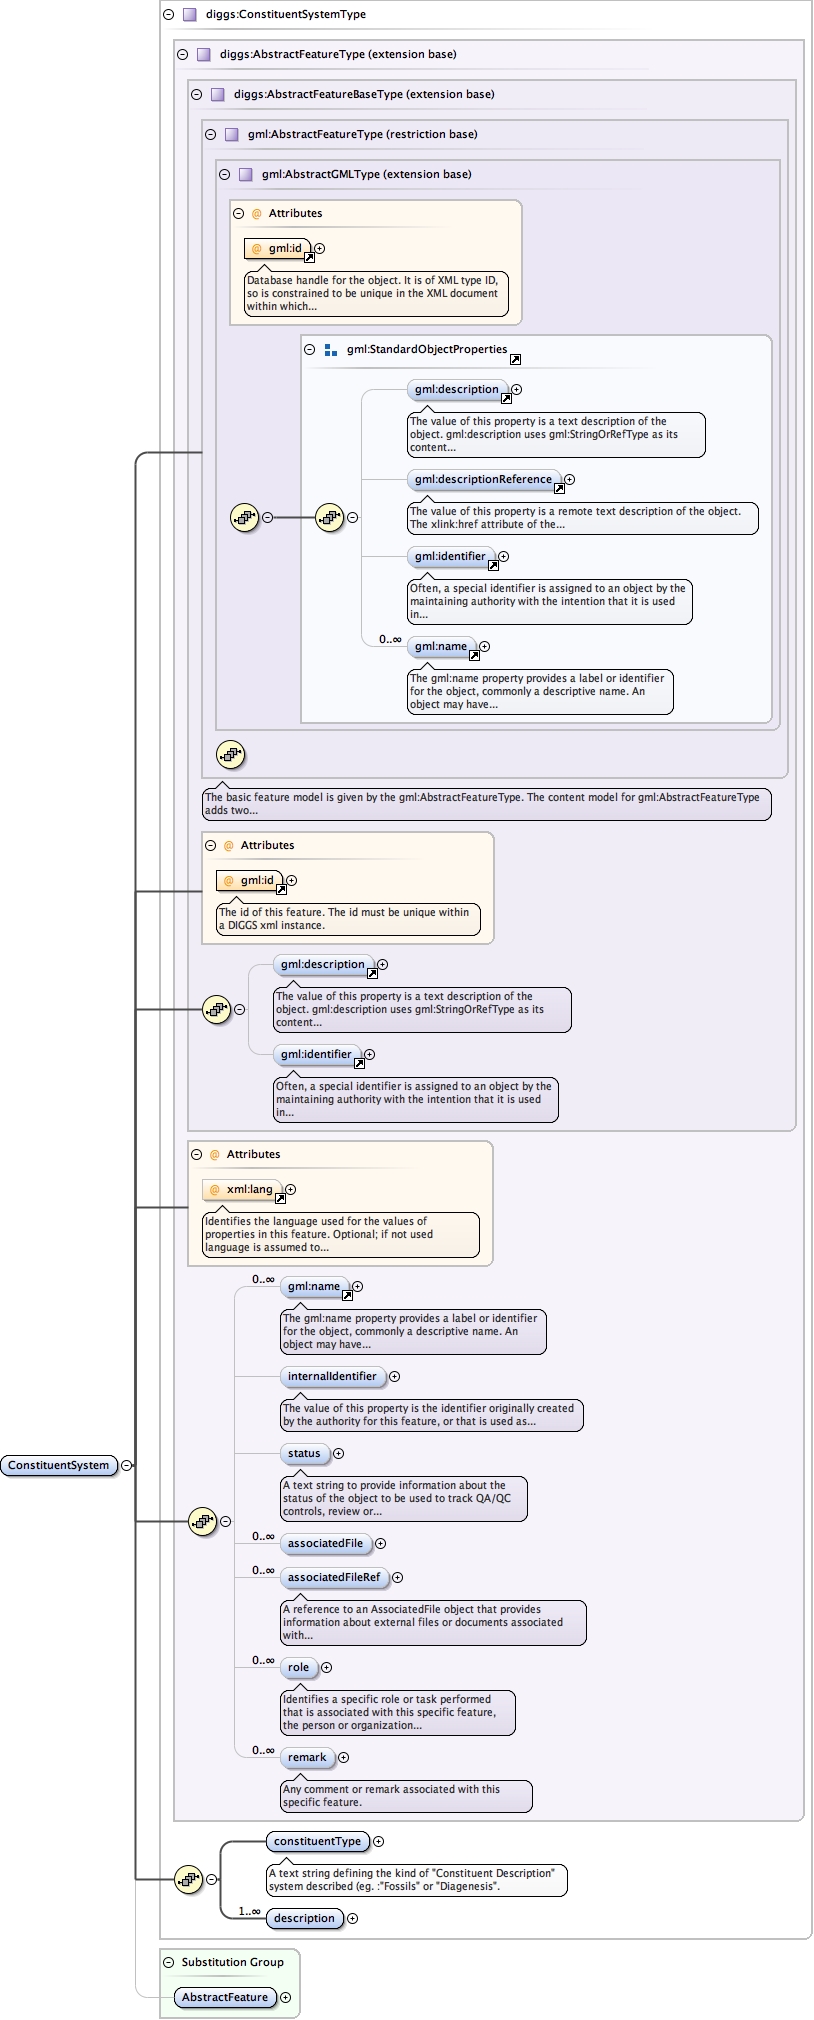 diggs:ConstituentSystemType
diggs:AbstractFeatureType (extension base)
diggs:AbstractFeatureBaseType (extension base)
gml:AbstractFeatureType (restriction base)
gml:AbstractGMLType (extension base)
@ Attributes
@ gml:id
Database handle for the object. It is of XML type ID,
so is constrained to be unique in the XML document
within which...
gml:StandardObjectProperties
gml:description
The value of this property is a text description of the
object. gml:description uses gml:StringOrRefType as its
content...
gml:descriptionReference
The value of this property is a remote text description of the object.
The xlink:href attribute of the...
gml:identifier
Often, a special identifier is assigned to an object by the
maintaining authority with the intention that it is used
in...
0..∞
gml:name
The gml:name property provides a label or identifier
for the object, commonly a descriptive name. An
object may have...
The basic feature model is given by the gml:AbstractFeatureType. The content model for gml:AbstractFeatureType
adds two...
@ Attributes
@ gml:id
The id of this feature. The id must be unique within
a DIGGS xml instance.
gml:description
The value of this property is a text description of the
object. gml:description uses gml:StringOrRefType as its
content...
gml:identifier
Often, a special identifier is assigned to an object by the
maintaining authority with the intention that it is used
in...
@ Attributes
@ xml:lang
Identifies the language used for the values of
properties in this feature. Optional; if not used
language is assumed to...
0..∞
gml:name
The gml:name property provides a label or identifier
for the object, commonly a descriptive name. An
object may have...
internalIdentifier
The value of this property is the identifier originally created
by the authority for this feature, or that is used as...
ConstituentSystem
status
A text string to provide information about the
status of the object to be used to track QA/QC
controls, review or...
0..∞
associatedFile
0..∞
associatedFileRef
A reference to an AssociatedFile object that provides
information about external files or documents associated
with...
0..∞
role
Identifies a specific role or task performed
that is associated with this specific feature,
the person or organization...
0..∞
remark
Any comment or remark associated with this
specific feature.
constituentType
A text string defining the kind of "Constituent Description"
system described (eg. :"Fossils" or "Diagenesis".
1..∞
description
Substitution Group
AbstractFeature